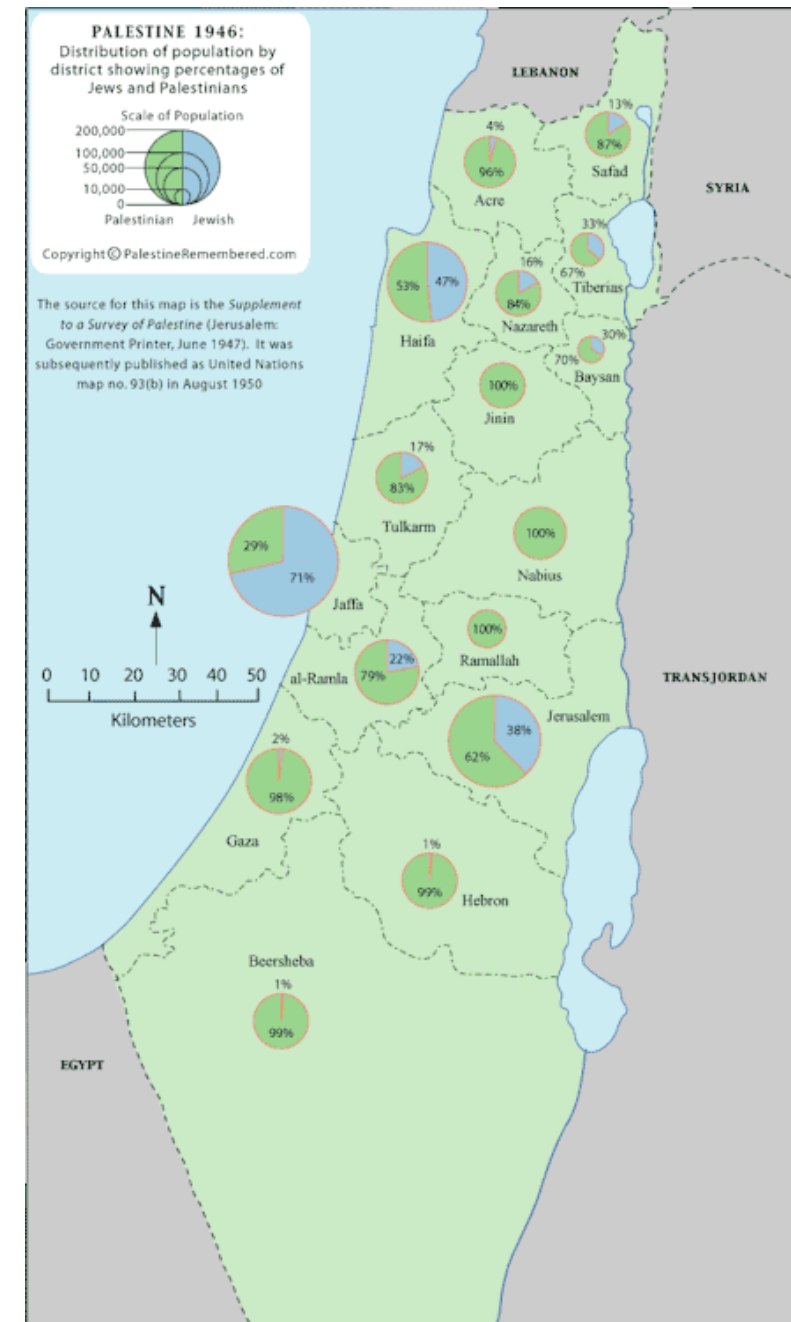 PALESTINE 1946:
Distribution of population by
district showing percentages of
Jews and Palestinians
Scale of Population
200,000
100,000
50,000
10,000
0
Palestinian Jewish
Copyright © PalestineRemembered.com
The source for this map is the Supplement
to a Survey of Palestine (Jerusalem:
Government Printer, June 1947). It was
subsequently published as United Nations
map no. 93(b) in August 1950
LEBANON
SYRIA
13%
87%
Safad
4%
96%
Acre
33%
67%
Tiberias
53% 47%
Haifa
16%
84%
Nazareth
30%
70%
Baysan
100%
Jinin
17%
83%
Tulkarm
100%
Nabius
29%
71%
Jaffa
N
0 10 20 30 40 50
Kilometers
100%
Ramallah
22%
79%
al-Ramla
TRANSJORDAN
Jerusalem
38%
62%
2%
98%
Gaza
1%
99%
Hebron
Beersheba
1%
99%
EGYPT